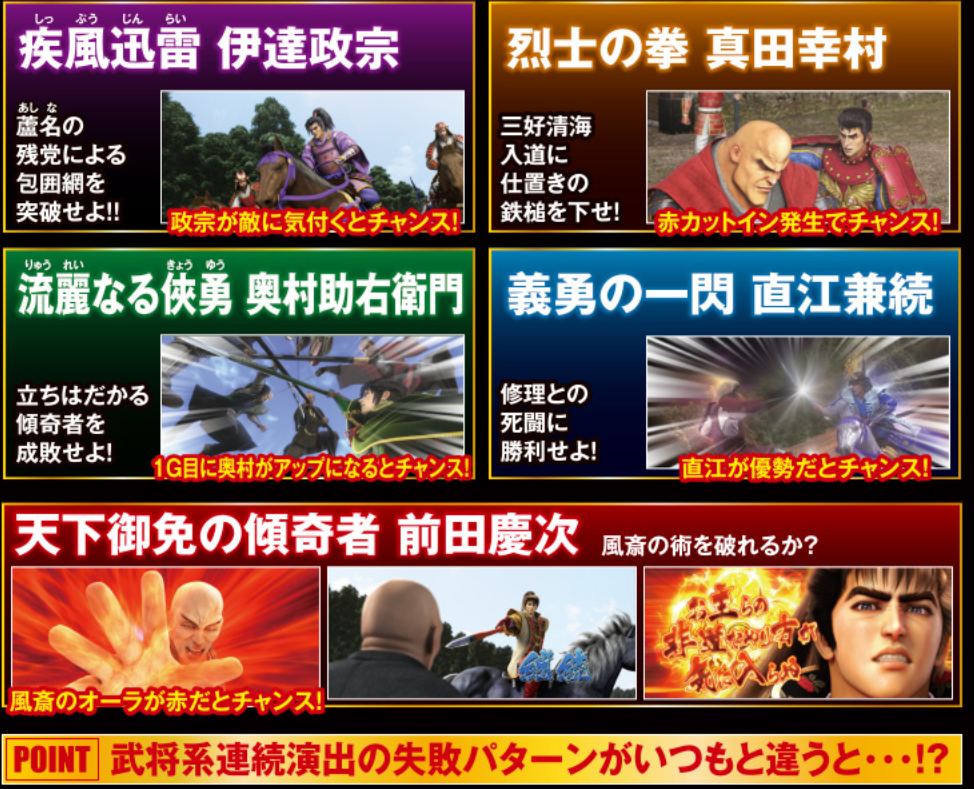 疾風迅雷 伊達政宗
しっ ぷう じん らい
蘆名の
あし な
残党による
包囲網を
突破せよ!!
政宗が敵に気付くとチャンス!
烈士の拳 真田幸村
三好清海
入道に
仕置きの
鉄槌を下せ!
赤カットイン発生でチャンス!
流麗なる侠勇 奥村助右衛門
りゅう れい きょう ゆう
立ちはだかる
傾奇者を
成敗せよ!
1G目に奥村がアップになるとチャンス!
義勇の一閃 直江兼続
修理との
死闘に
勝利せよ!
直江が優勢だとチャンス!
天下御免の傾奇者 前田慶次
風斎の術を破れるか?
風斎のオーラが赤だとチャンス!
お主らの
POINT 武将系連続演出の失敗パターンがいつもと違うと・・・!?